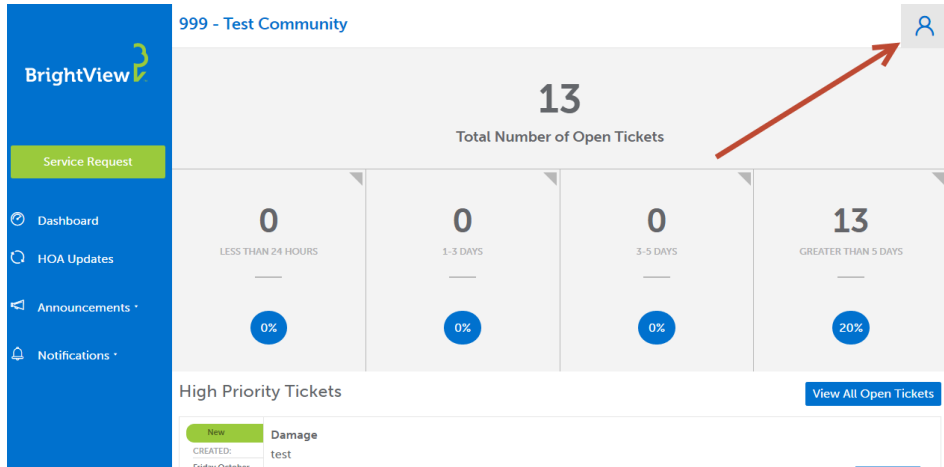 999 - Test Community
BrightView
13
Total Number of Open Tickets
Service Request
Dashboard
HOA Updates
Announcements
Notifications
0
LESS THAN 24 HOURS
0%
0
1-3 DAYS
0%
0
3-5 DAYS
0%
13
GREATER THAN 5 DAYS
20%
High Priority Tickets
View All Open Tickets
New
Damage
CREATED:
test
Friday October